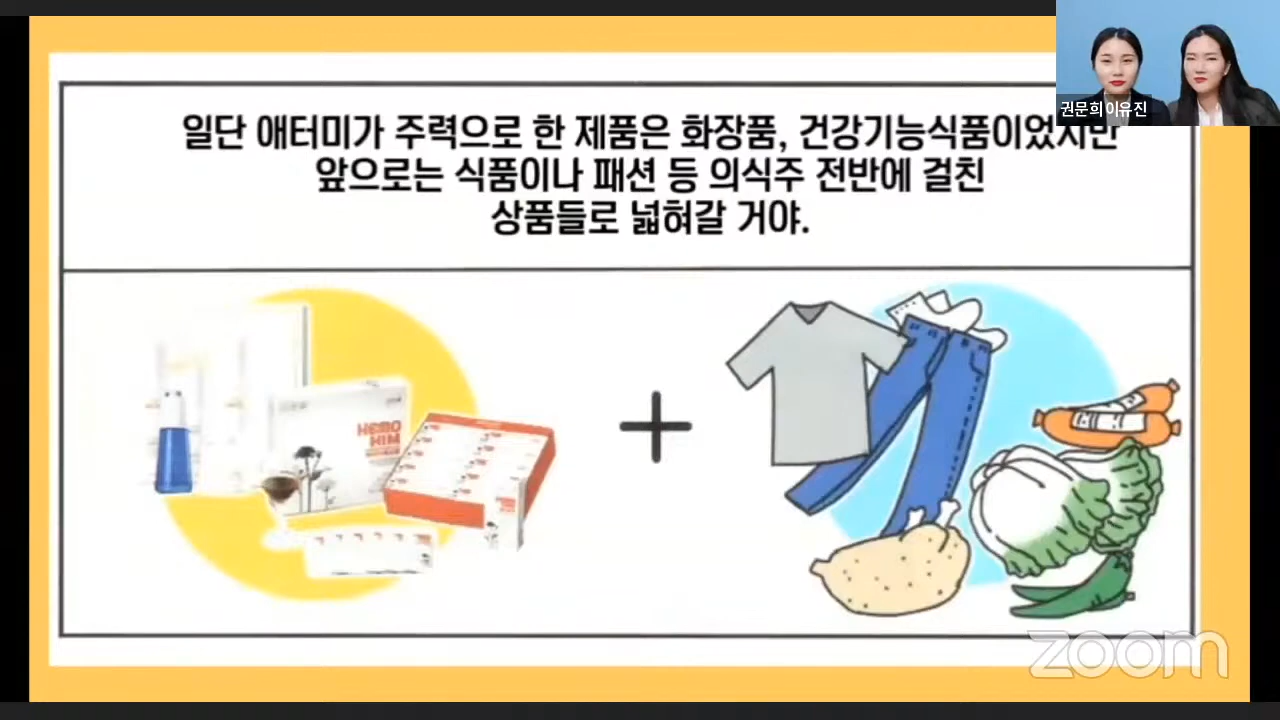 일단 애터미가 주력으로 한 제품은 화장품, 건강기능식품이었지만
앞으로는 식품이나 패션 등 의식주 전반에 걸친
상품들로 넓혀갈 거야.
권문희 이유진
HEMO
HIM
zoom